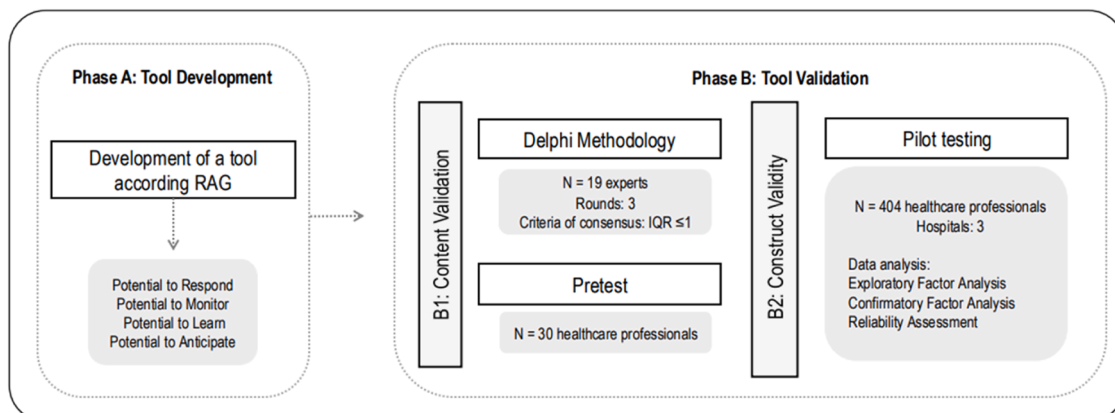 Phase A: Tool Development
Development of a tool
according RAG
Potential to Respond
Potential to Monitor
Potential to Learn
Potential to Anticipate
Phase B: Tool Validation
B1: Content Validation
Delphi Methodology
N = 19 experts
Rounds: 3
Criteria of consensus: IQR ≤1
Pretest
N = 30 healthcare professionals
B2: Construct Validity
Pilot testing
N = 404 healthcare professionals
Hospitals: 3
Data analysis:
Exploratory Factor Analysis
Confirmatory Factor Analysis
Reliability Assessment